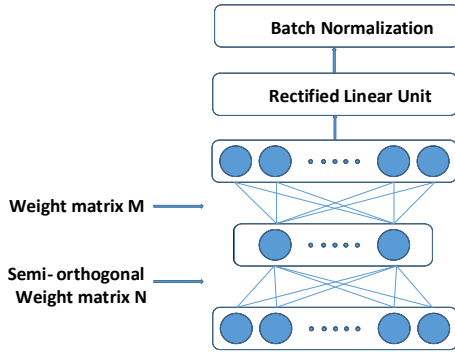 Batch Normalization
Rectified Linear Unit
Weight matrix M
Semi- orthogonal
Weight matrix N